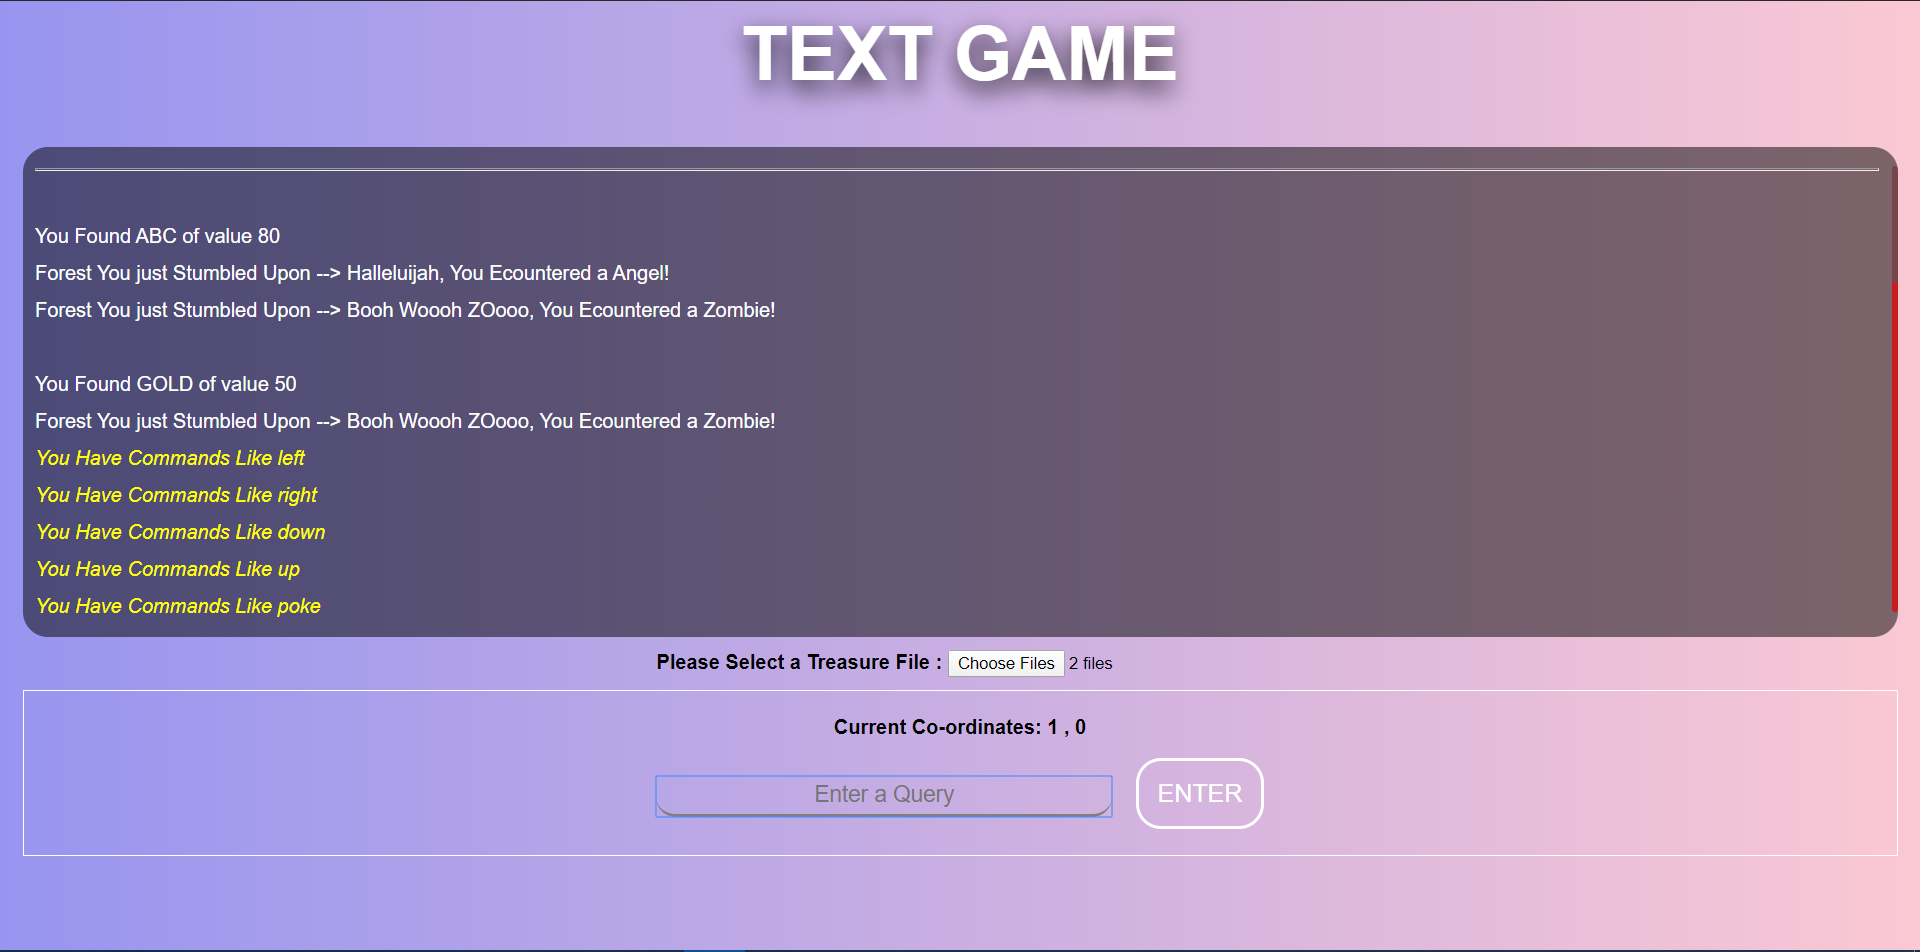 TEXT GAME
You Found ABC of value 80
Forest You just Stumbled Upon --> Halleluijah, You Ecountered a Angel!
Forest You just Stumbled Upon --> Booh Woooh ZOooo, You Ecountered a Zombie!
You Found GOLD of value 50
Forest You just Stumbled Upon --> Booh Woooh ZOooo, You Ecountered a Zombie!
You Have Commands Like left
You Have Commands Like right
You Have Commands Like down
You Have Commands Like up
You Have Commands Like poke
Please Select a Treasure File : Choose Files 2 files
Current Co-ordinates: 1 , 0
Enter a Query ENTER